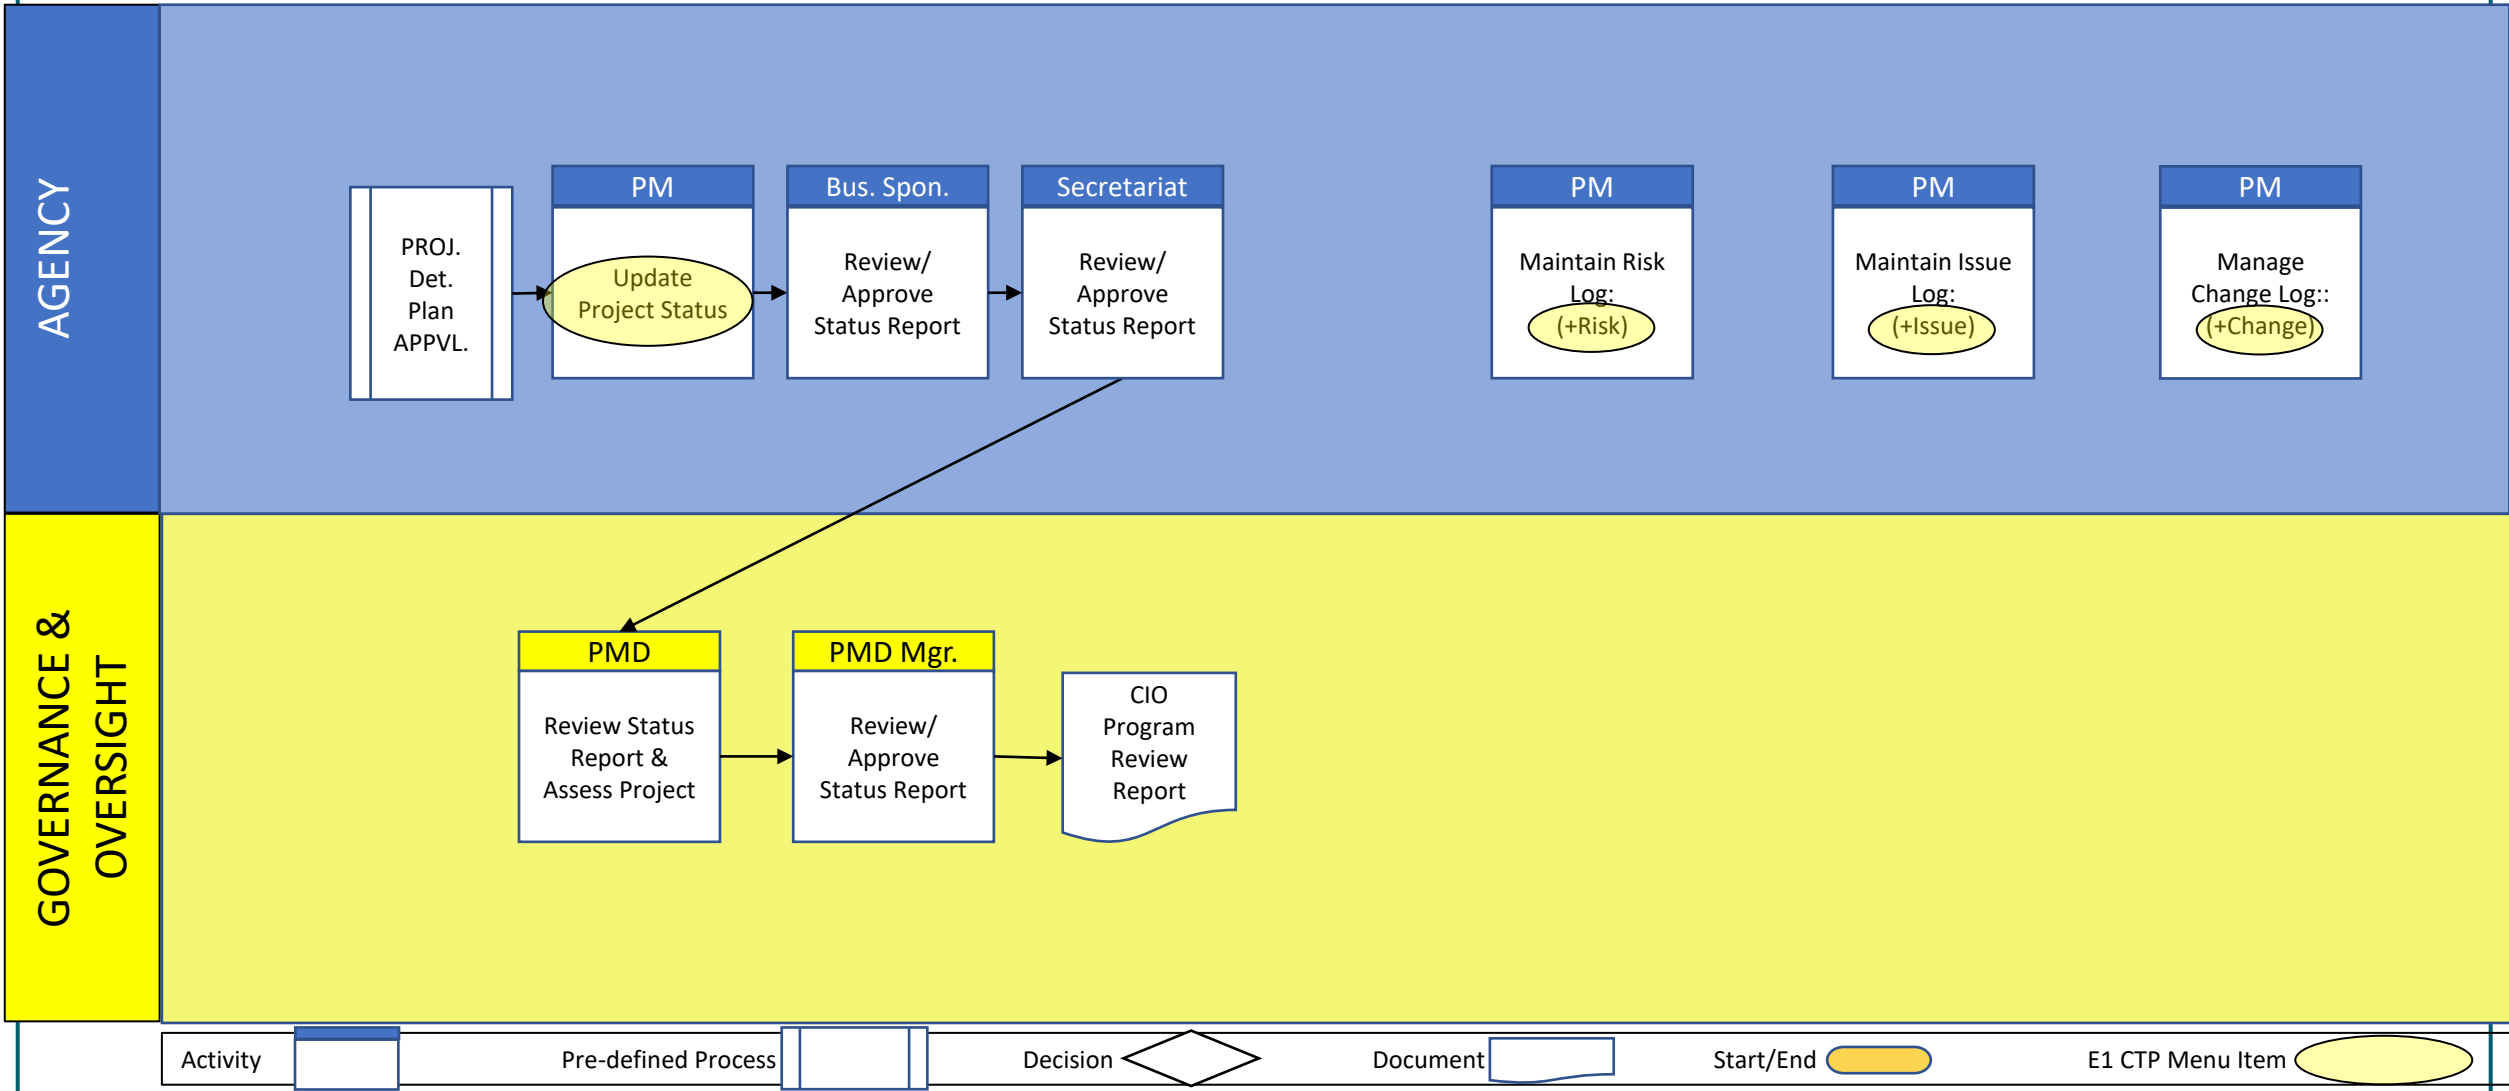 AGENCY
PROJ.
Det.
Plan
APPVL.
PM
Update
Project Status
Bus. Spon.
Review/
Approve
Status Report
Secretariat
Review/
Approve
Status Report
PM
Maintain Risk
Log:
(+Risk)
PM
Maintain Issue
Log:
(+Issue)
PM
Manage
Change Log::
(+Change)
GOVERNANCE &
OVERSIGHT
PMD
Review Status
Report &
Assess Project
PMD Mgr.
Review/
Approve
Status Report
CIO
Program
Review
Report
Activity
Pre-defined Process
Decision
Document
Start/End
E1 CTP Menu Item